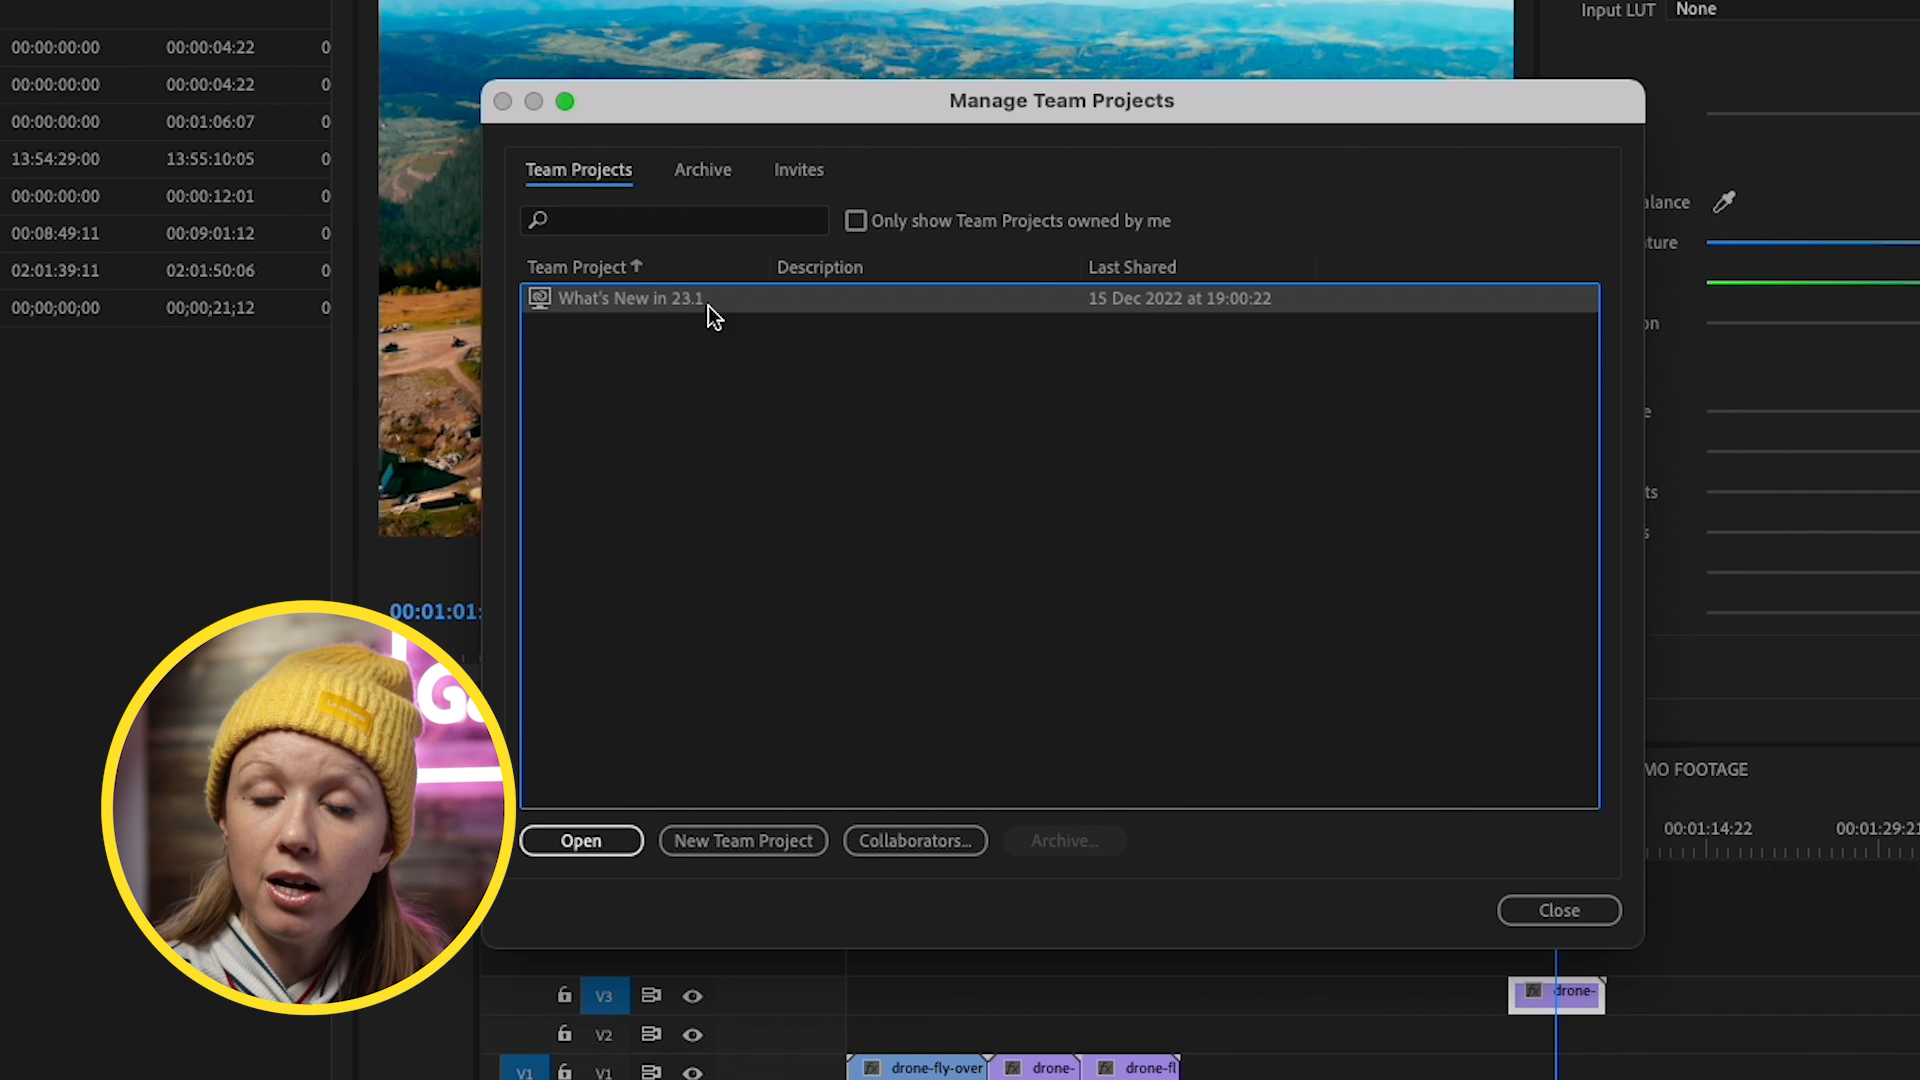 Input LUT None
00:00:00:00 00:00:04:22 0
00:00:00:00 00:00:04:22 0
00:00:00:00 00:01:06:07 0
13:54:29:00 13:55:10:05 0
00:00:00:00 00:00:12:01 0
00:08:49:11 00:09:01:12 0
02:01:39:11 02:01:50:06 0
00;00;00;00 00;00;21;12 0
Manage Team Projects
Team Projects Archive Invites
Only show Team Projects owned by me
Team Project Description Last Shared
What's New in 23.1 15 Dec 2022 at 19:00:22
alance
ture
on
e
ts
s
00:01:01:
Ga
MO FOOTAGE
00:01:14:22 00:01:29:21
Open New Team Project Collaborators... Archive...
Close
V3 fx drone-
V2
V1 V1 fx drone-fly-over fx drone- fx drone-fl